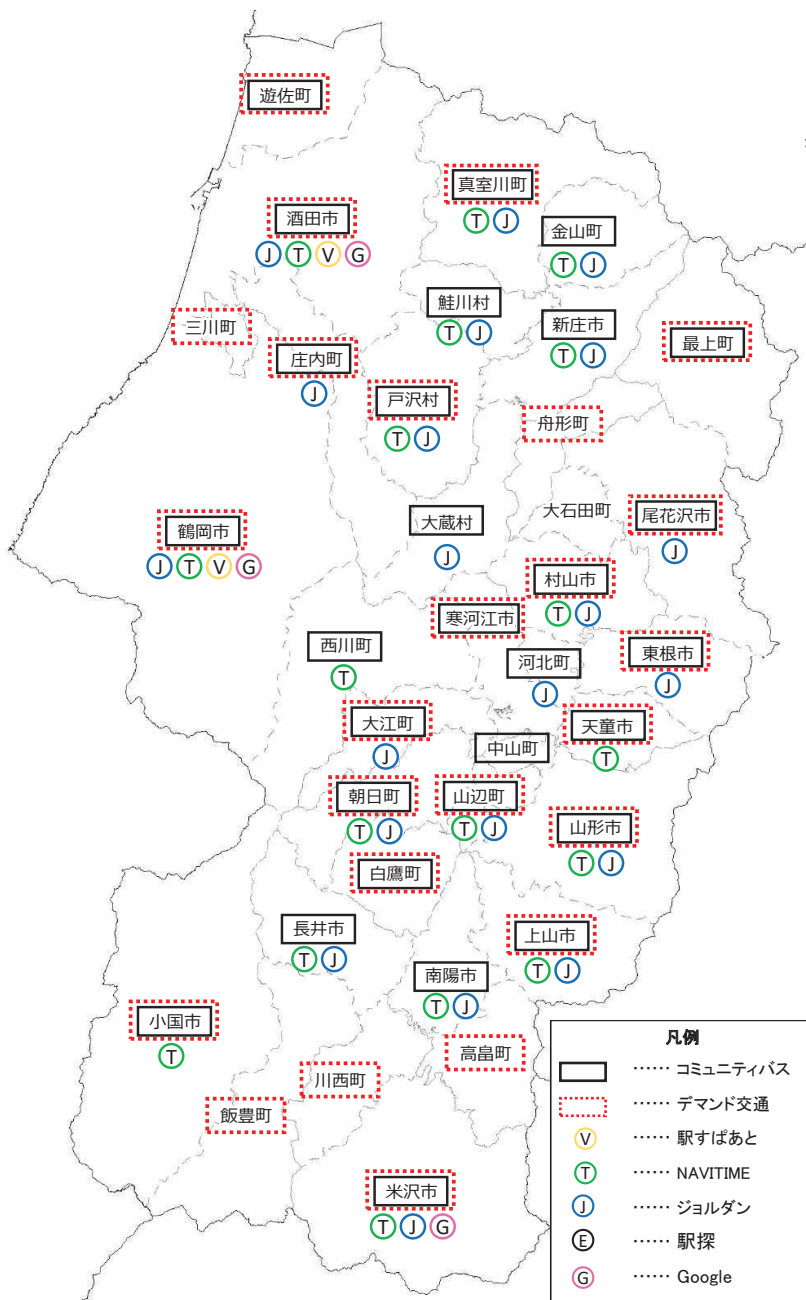 遊佐町
真室川町
T J
酒田市
J T V G
金山町
T J
鮭川村
T J
三川町
新庄市
T J
最上町
庄内町
J
戸沢村
T J
舟形町
大蔵村
J
大石田町
尾花沢市
J
鶴岡市
J T V G
村山市
T J
寒河江市
西川町
T
河北町
J
東根市
J
大江町
J
中山町
天童市
T
朝日町
T J
山辺町
T J
山形市
T J
白鷹町
長井市
T J
上山市
T J
南陽市
T J
小国市
T
高畠町
川西町
飯豊町
米沢市
T J G
凡例
…… コミュニティバス
…… デマンド交通
V …… 駅すぱあと
T …… NAVITIME
J …… ジョルダン
E …… 駅探
G …… Google